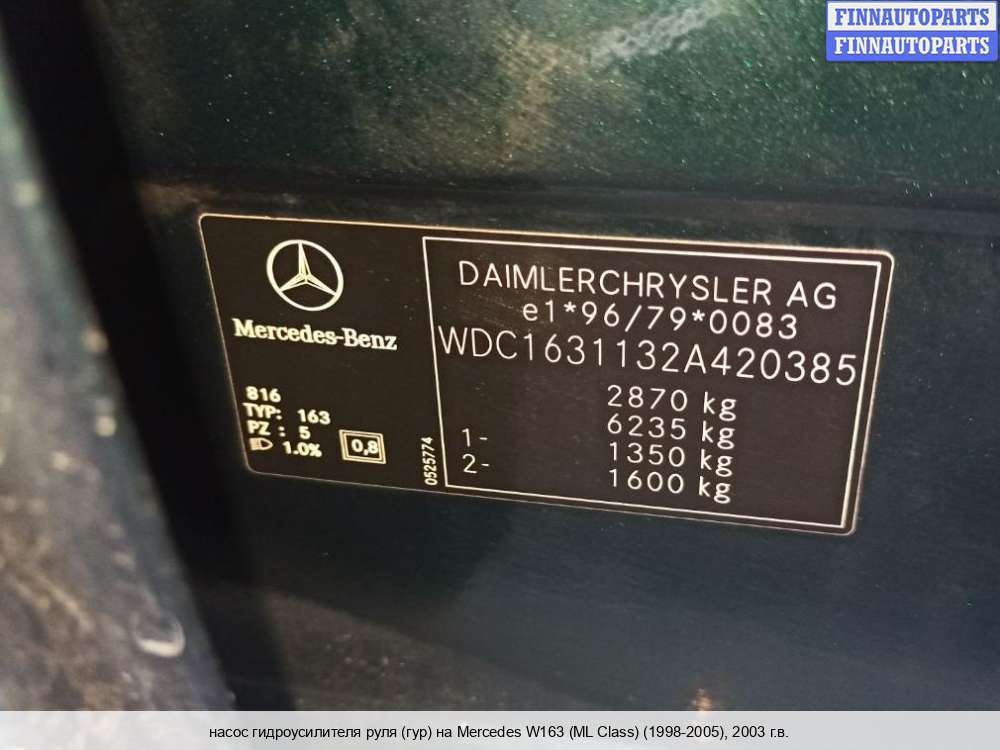 FINNAUTOPARTS
FINNAUTOPARTS
Mercedes-Benz
816
TYP: 163
PZ : 5
1.0%
0,8
0525774
DAIMLERCHRYSLER AG
e1*96/79*0083
WDC1631132A420385
2870 kg
6235 kg
1- 1350 kg
2- 1600 kg
насос гидроусилителя руля (гур) на Mercedes W163 (ML Class) (1998-2005), 2003 г.в.